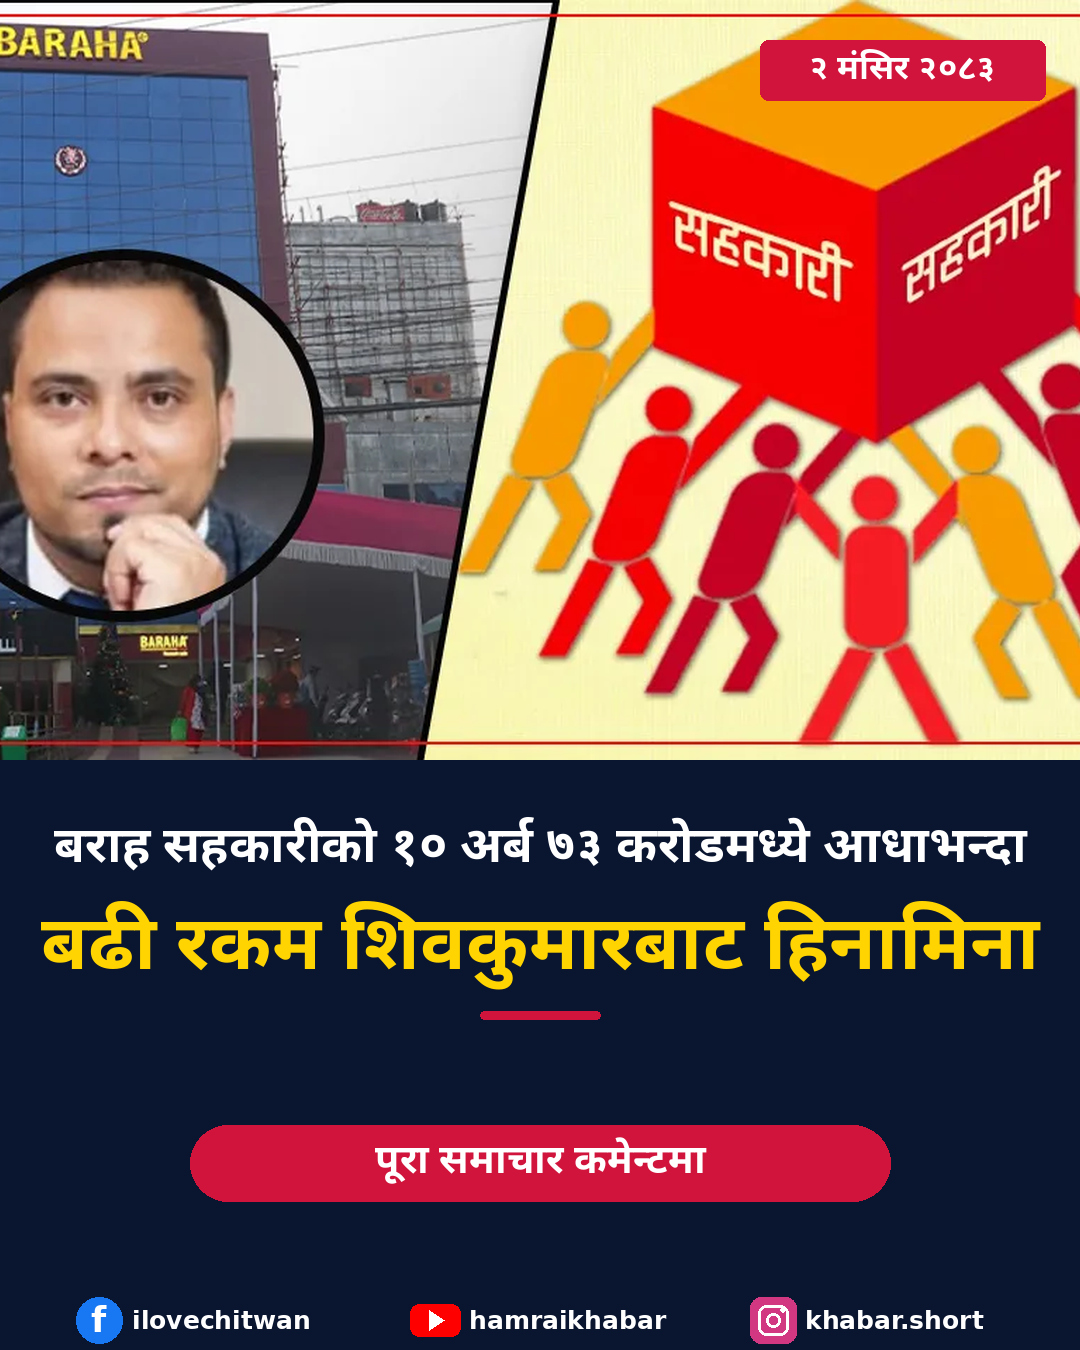 BARAHA
२ मंसिर २०८३
सहकारी
सहकारी
BARAHA
बराह सहकारीको १० अर्ब ७३ करोडमध्ये आधाभन्दा
बढी रकम शिवकुमारबाट हिनामिना
पूरा समाचार कमेन्टमा
ilovechitwan
hamraikhabar
khabar.short